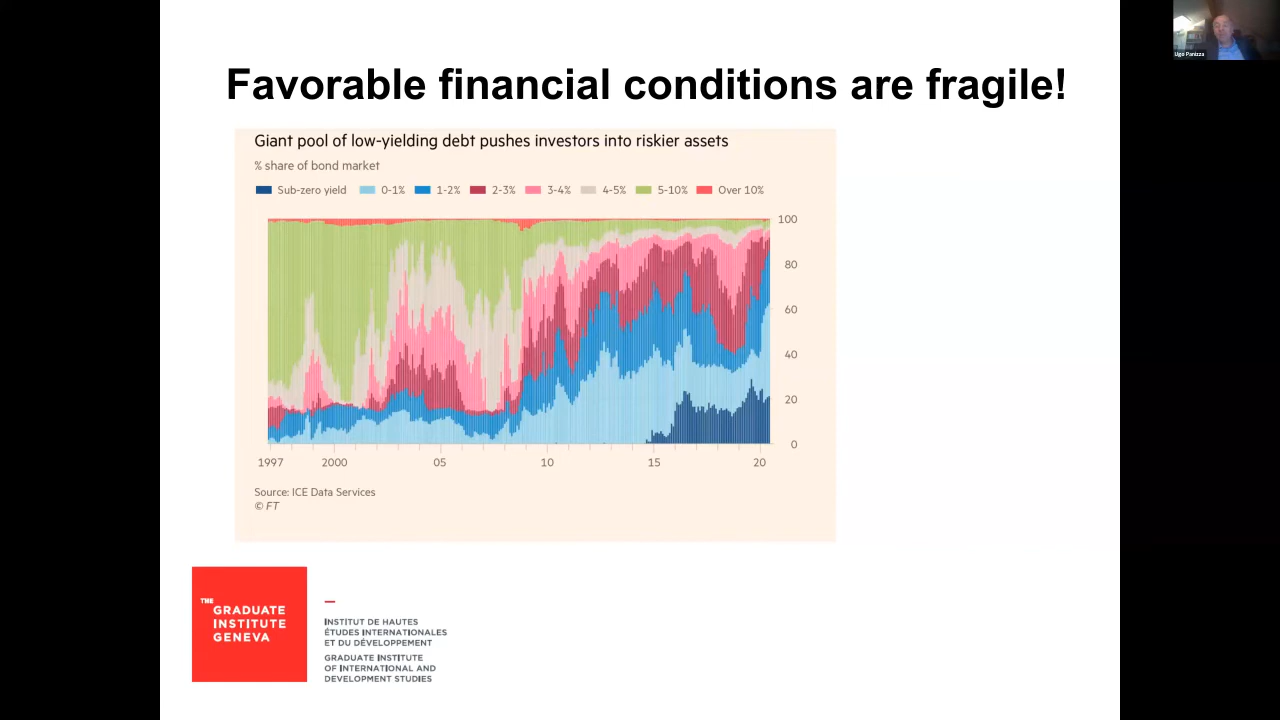 Ugo Panizza
Favorable financial conditions are fragile!
Giant pool of low-yielding debt pushes investors into riskier assets
% share of bond market
Sub-zero yield 0-1% 1-2% 2-3% 3-4% 4-5% 5-10% Over 10%
100
80
60
40
20
0
1997 2000 05 10 15 20
Source: ICE Data Services
© FT
THE
GRADUATE
INSTITUTE
GENEVA
INSTITUT DE HAUTES
ÉTUDES INTERNATIONALES
ET DU DÉVELOPPEMENT
GRADUATE INSTITUTE
OF INTERNATIONAL AND
DEVELOPMENT STUDIES